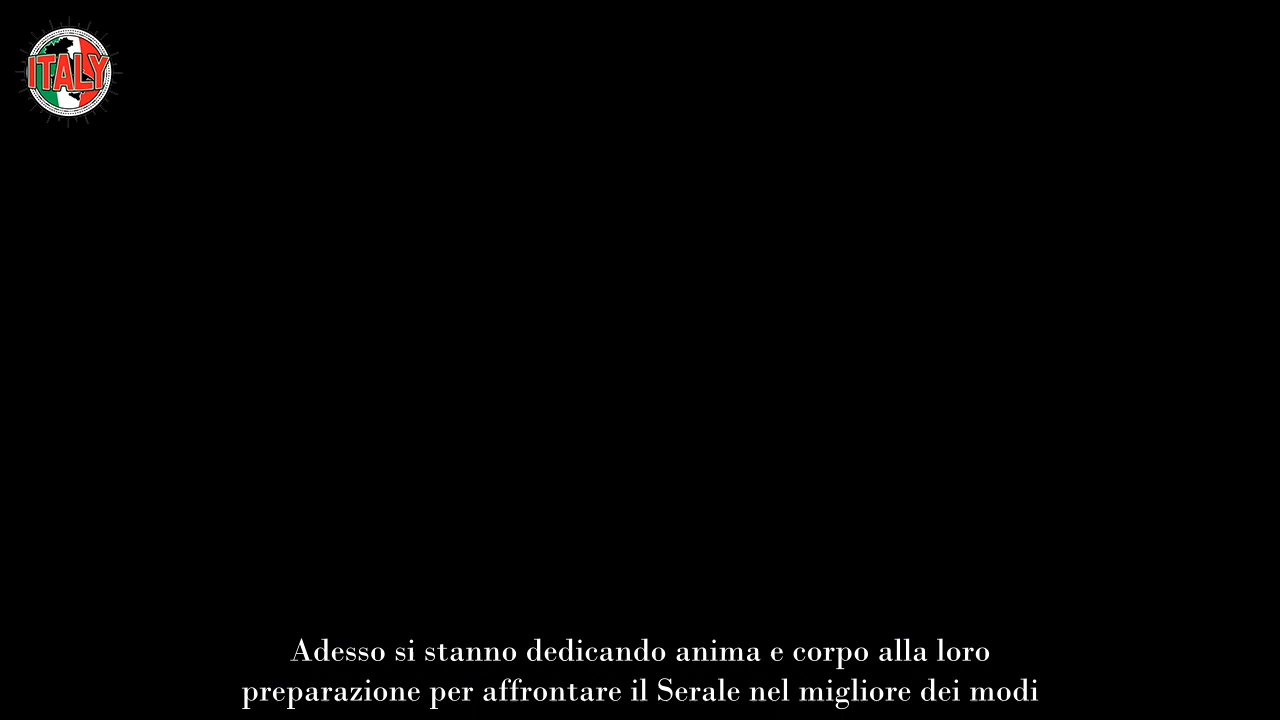 ITALY
Adesso si stanno dedicando anima e corpo alla loro
preparazione per affrontare il Serale nel migliore dei modi